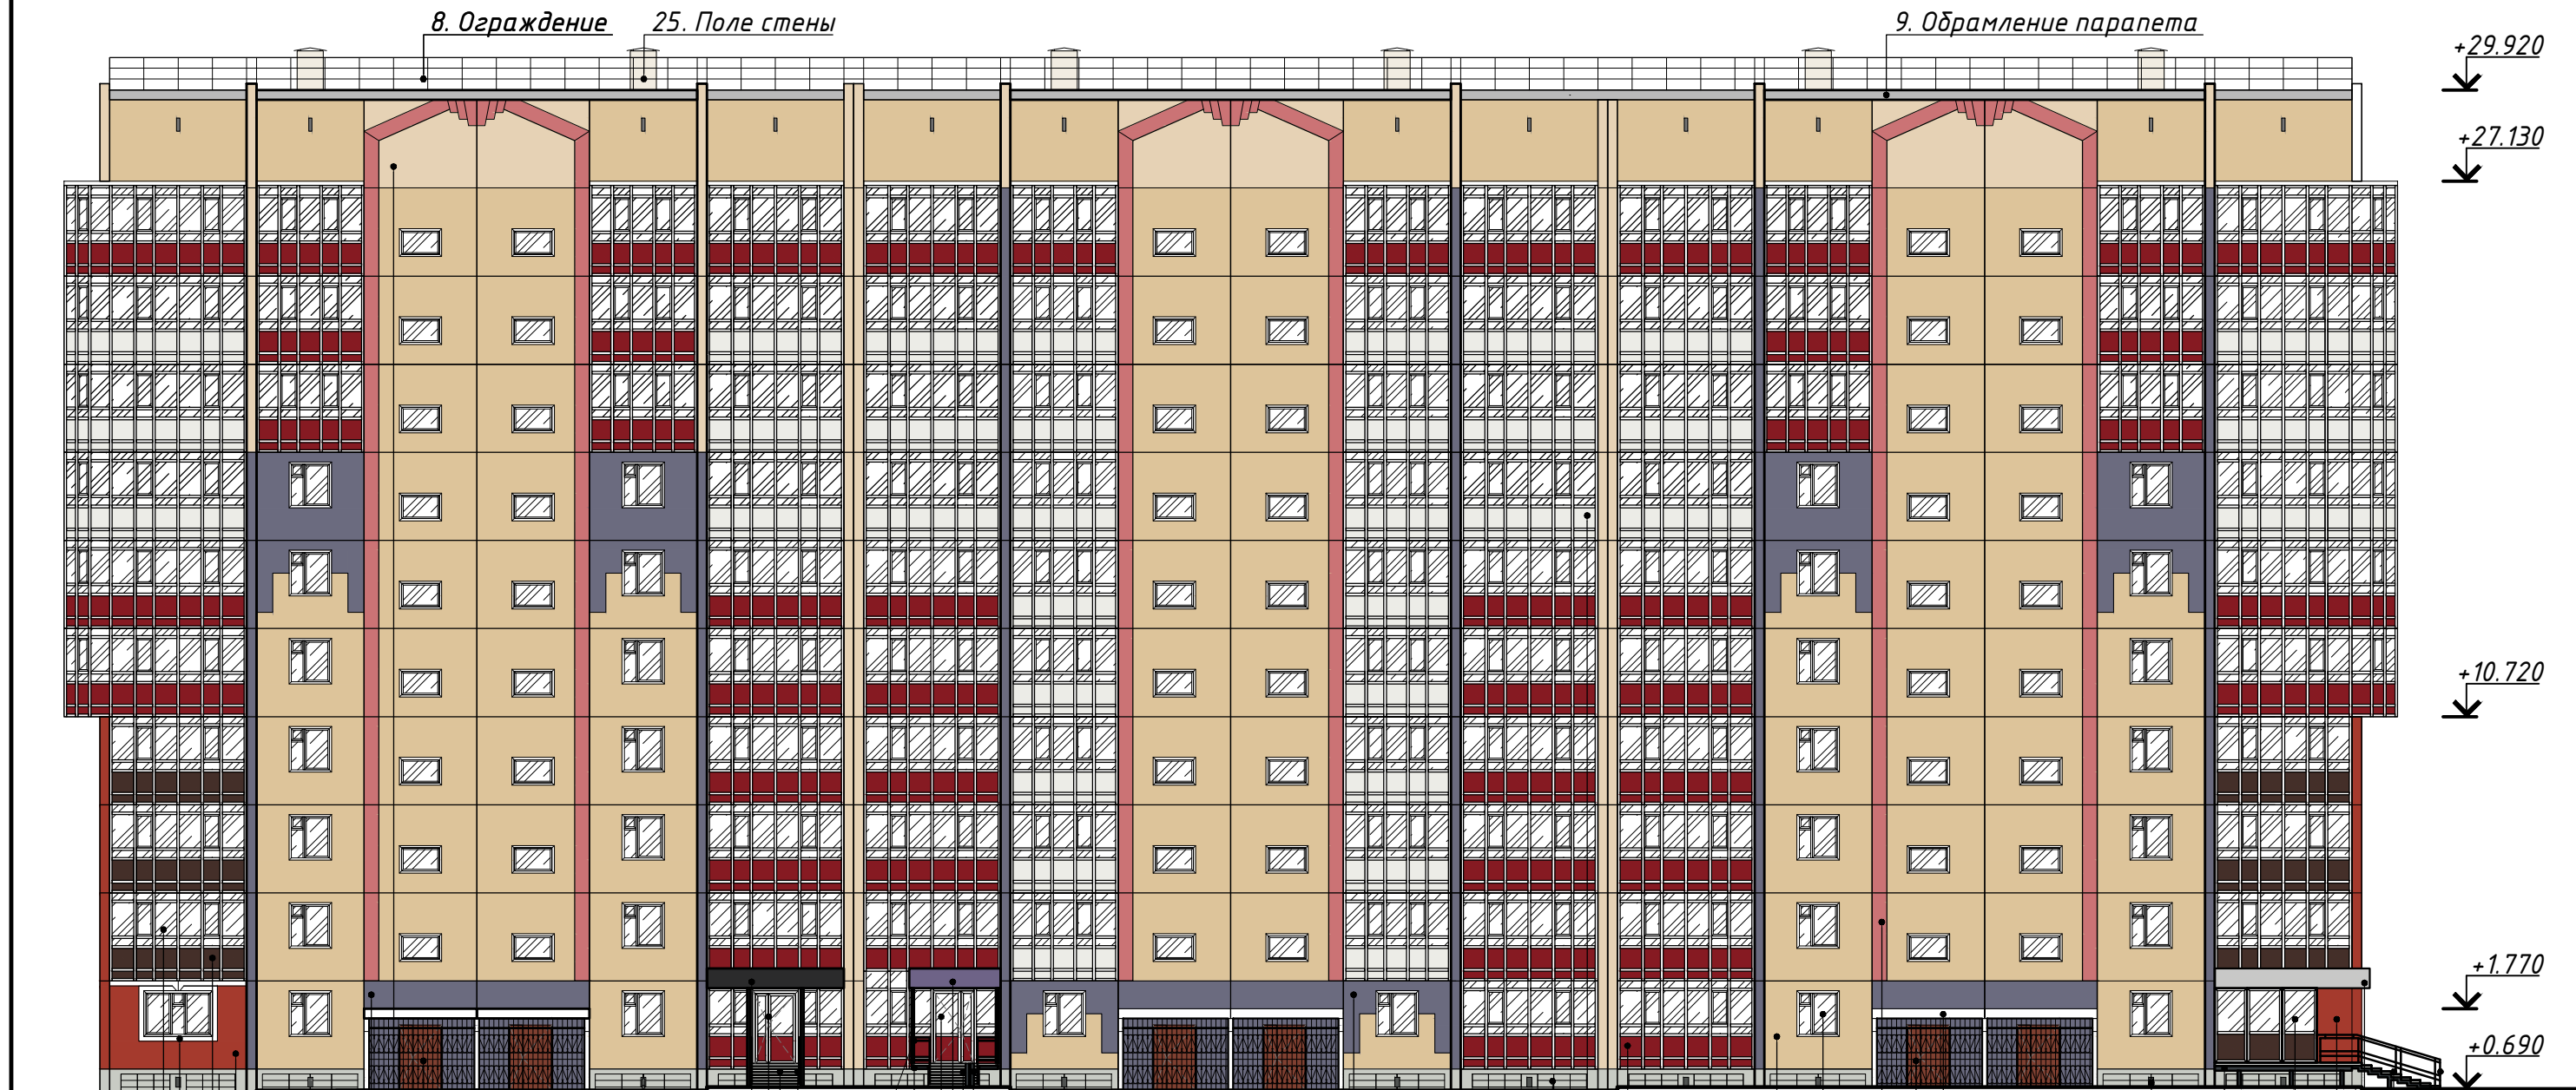 8. Ограждение
25. Поле стены
9. Обрамление парапета
+29.920
+27.130
+10.720
+1.770
+0.690